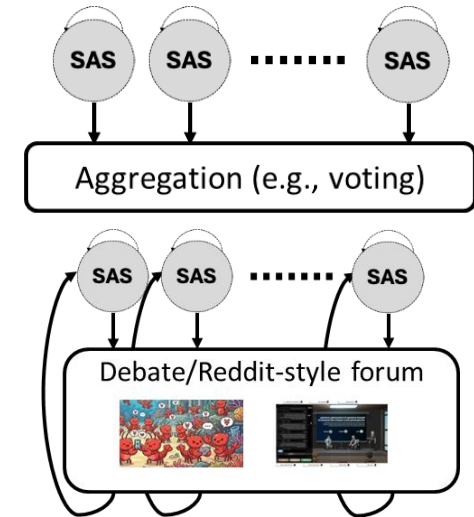 SAS SAS SAS
Aggregation (e.g., voting)
SAS SAS SAS
Debate/Reddit-style forum